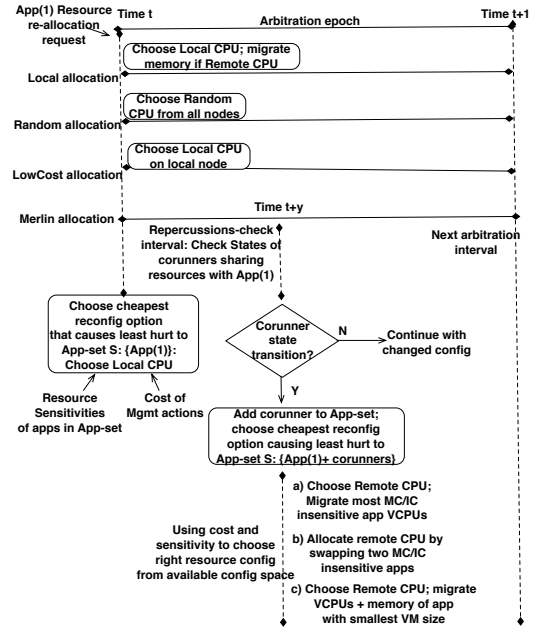 App(1) Resource
re-allocation
request
Time t
Arbitration epoch
Time t+1
Choose Local CPU; migrate
memory if Remote CPU
Local allocation
Choose Random
CPU from all nodes
Random allocation
Choose Local CPU
on local node
LowCost allocation
Merlin allocation
Time t+y
Repercussions-check
interval: Check States of
corunners sharing
resources with App(1)
Next arbitration
interval
Choose cheapest
reconfig option
that causes least hurt to
App-set S: {App(1)}:
Choose Local CPU
Corunner
state
transition?
N
Continue with
changed config
Resource
Sensitivities
of apps in App-set
Cost of
Mgmt actions
Y
Add corunner to App-set;
choose cheapest reconfig
option causing least hurt to
App-set S: {App(1)+ corunners}
Using cost and
sensitivity to choose
right resource config
from available config space
a) Choose Remote CPU;
Migrate most MC/IC
insensitive app VCPUs
b) Allocate remote CPU by
swapping two MC/IC
insensitive apps
c) Choose Remote CPU; migrate
VCPUs + memory of app
with smallest VM size